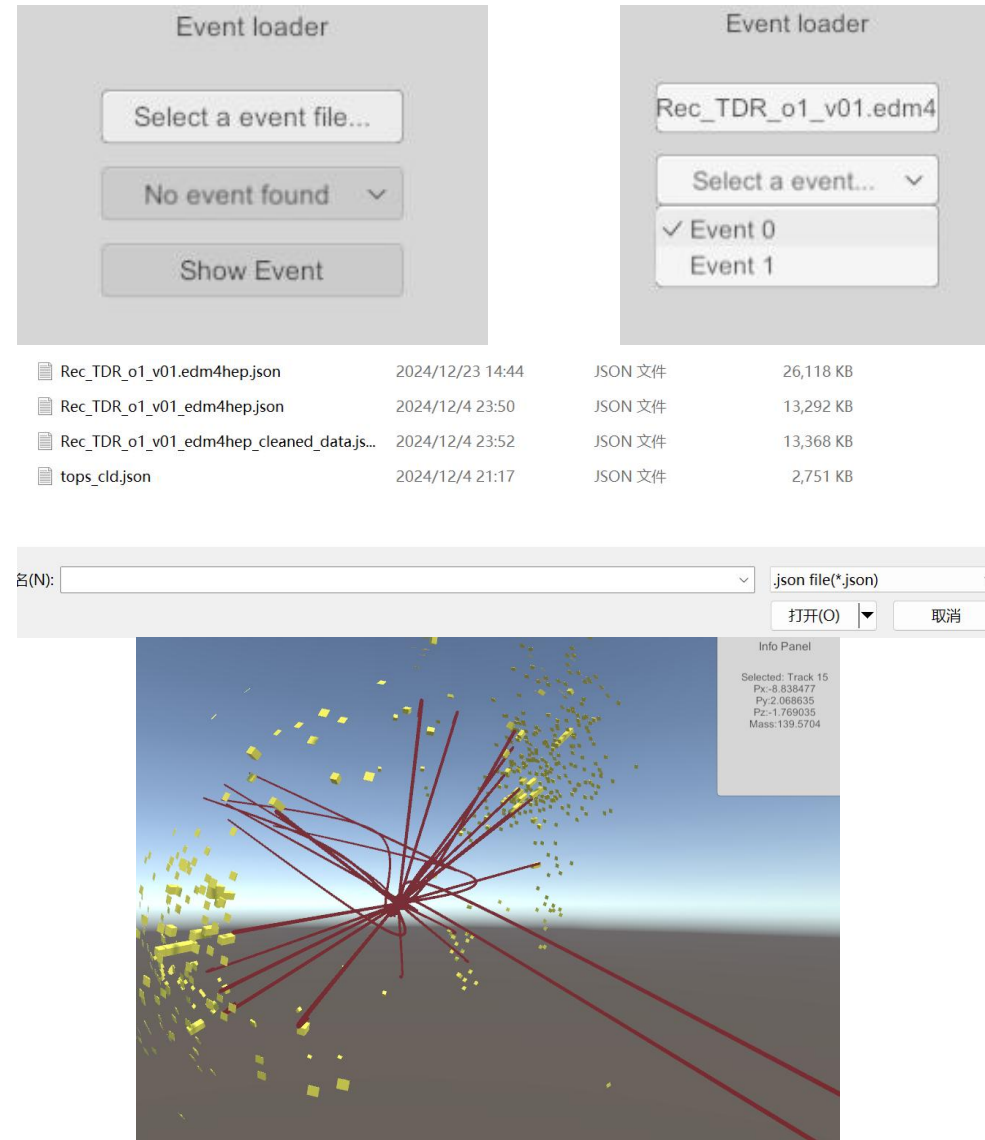 Event loader
Select a event file...
No event found
Show Event
Event loader
Rec_TDR_o1_v01.edm4
Select a event...
Event 0
Event 1
Rec_TDR_o1_v01.edm4hep.json 2024/12/23 14:44 JSON 文件 26,118 KB
Rec_TDR_o1_v01_edm4hep.json 2024/12/4 23:50 JSON 文件 13,292 KB
Rec_TDR_o1_v01_edm4hep_cleaned_data.js... 2024/12/4 23:52 JSON 文件 13,368 KB
tops_cld.json 2024/12/4 21:17 JSON 文件 2,751 KB
名(N): .json file(*.json)
打开(O) 取消
Info Panel
Selected: Track 15
Px:-8.838477
Py:2.068635
Pz:-1.769035
Mass:139.5704